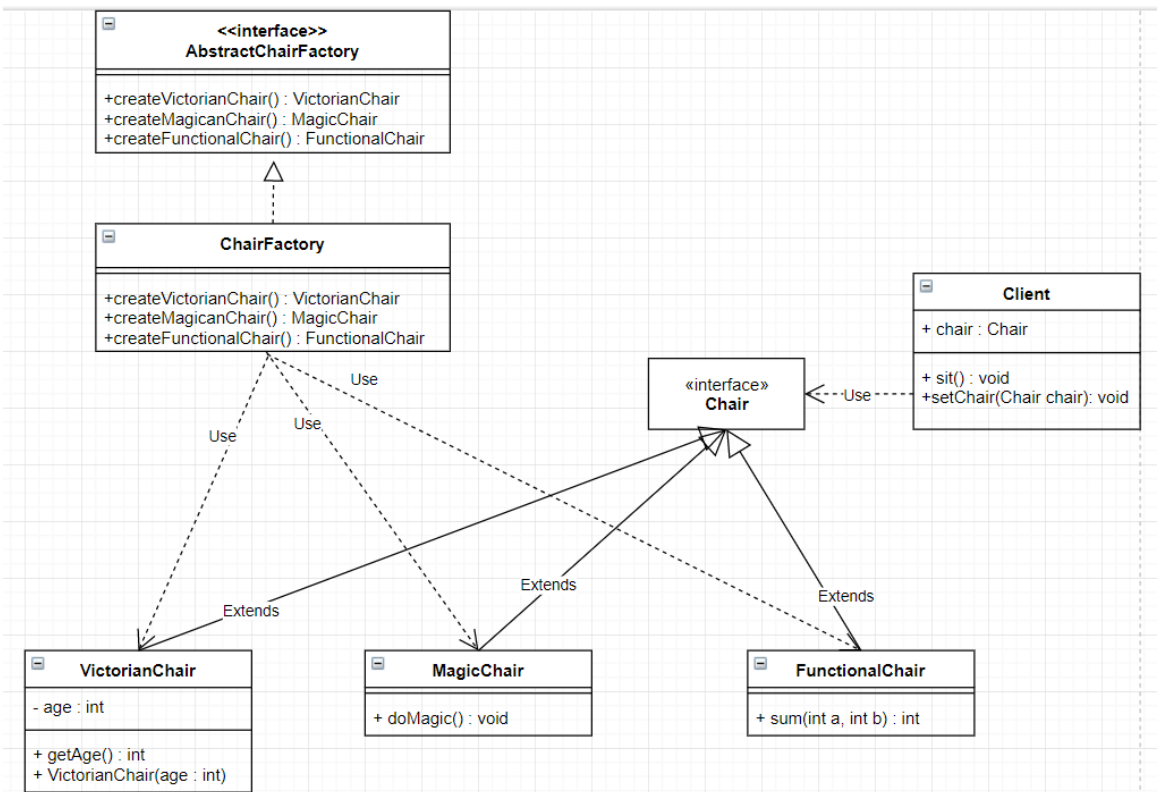 <<interface>>
AbstractChairFactory
+createVictorianChair() : VictorianChair
+createMagicanChair() : MagicChair
+createFunctionalChair() : FunctionalChair
ChairFactory
+createVictorianChair() : VictorianChair
+createMagicanChair() : MagicChair
+createFunctionalChair() : FunctionalChair
Client
+ chair : Chair
+ sit() : void
+setChair(Chair chair): void
«interface»
Chair
Use
Use
Use
Use
Extends
Extends
Extends
VictorianChair
- age : int
+ getAge() : int
+ VictorianChair(age : int)
MagicChair
+ doMagic() : void
FunctionalChair
+ sum(int a, int b) : int